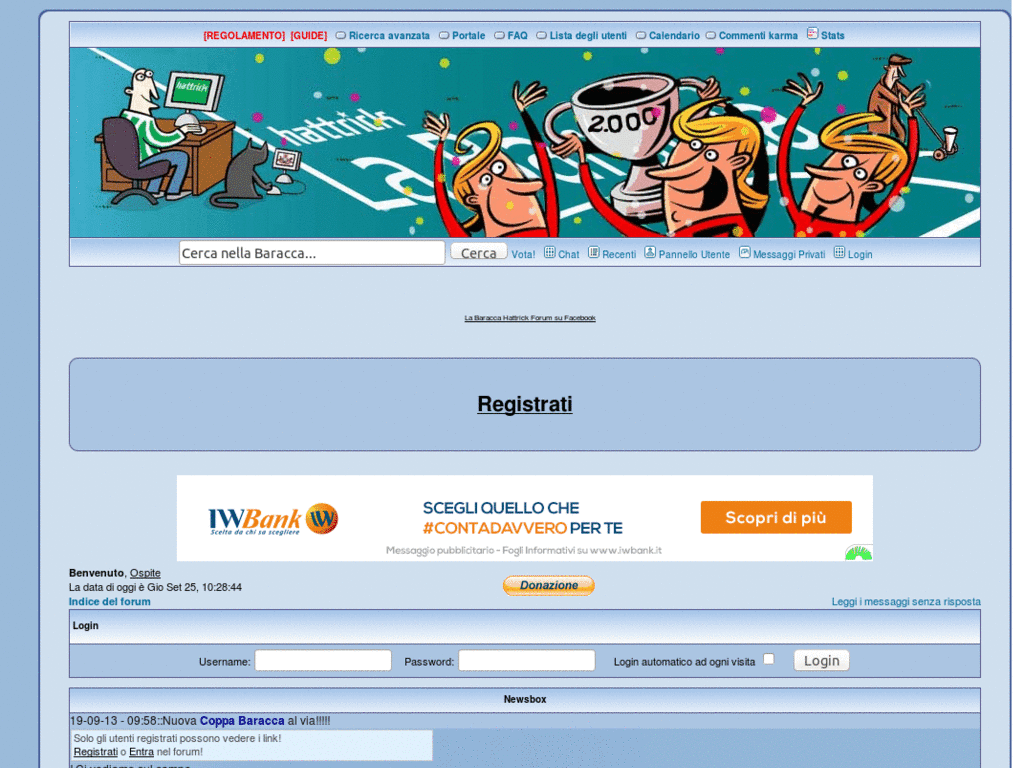 [REGOLAMENTO] [GUIDE] Ricerca avanzata Portale FAQ Lista degli utenti Calendario Commenti karma Stats
hattrick
hattrick
2.000
Cerca nella Baracca... Cerca Vota! Chat Recenti Pannello Utente Messaggi Privati Login
La Baracca Hattrick Forum su Facebook
Registrati
IWBank
Scelta da chi sa scegliere
SCEGLI QUELLO CHE
#CONTADAVVERO PER TE
Scopri di più
Messaggio pubblicitario - Fogli Informativi su www.iwbank.it
Benvenuto, Ospite
La data di oggi è Gio Set 25, 10:28:44
Donazione
Indice del forum
Leggi i messaggi senza risposta
Login
Username: Password: Login automatico ad ogni visita Login
Newsbox
19-09-13 - 09:58::Nuova Coppa Baracca al via!!!!!
Solo gli utenti registrati possono vedere i link!
Registrati o Entra nel forum!